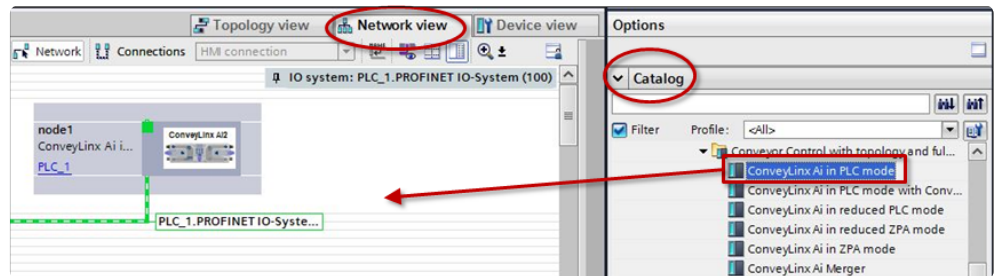 Topology view
Network view
Device view
Options
Network
Connections
HMI connection
IO system: PLC_1.PROFINET IO-System (100)
Catalog
node1
ConveyLinx Ai i...
PLC_1
ConveyLinx Ai2
Filter
Profile:
<All>
Conveyor Control with topology and ful...
ConveyLinx Ai in PLC mode
ConveyLinx Ai in PLC mode with Conv...
ConveyLinx Ai in reduced PLC mode
ConveyLinx Ai in reduced ZPA mode
ConveyLinx Ai in ZPA mode
ConveyLinx Ai Merger
PLC_1.PROFINET IO-Syste...